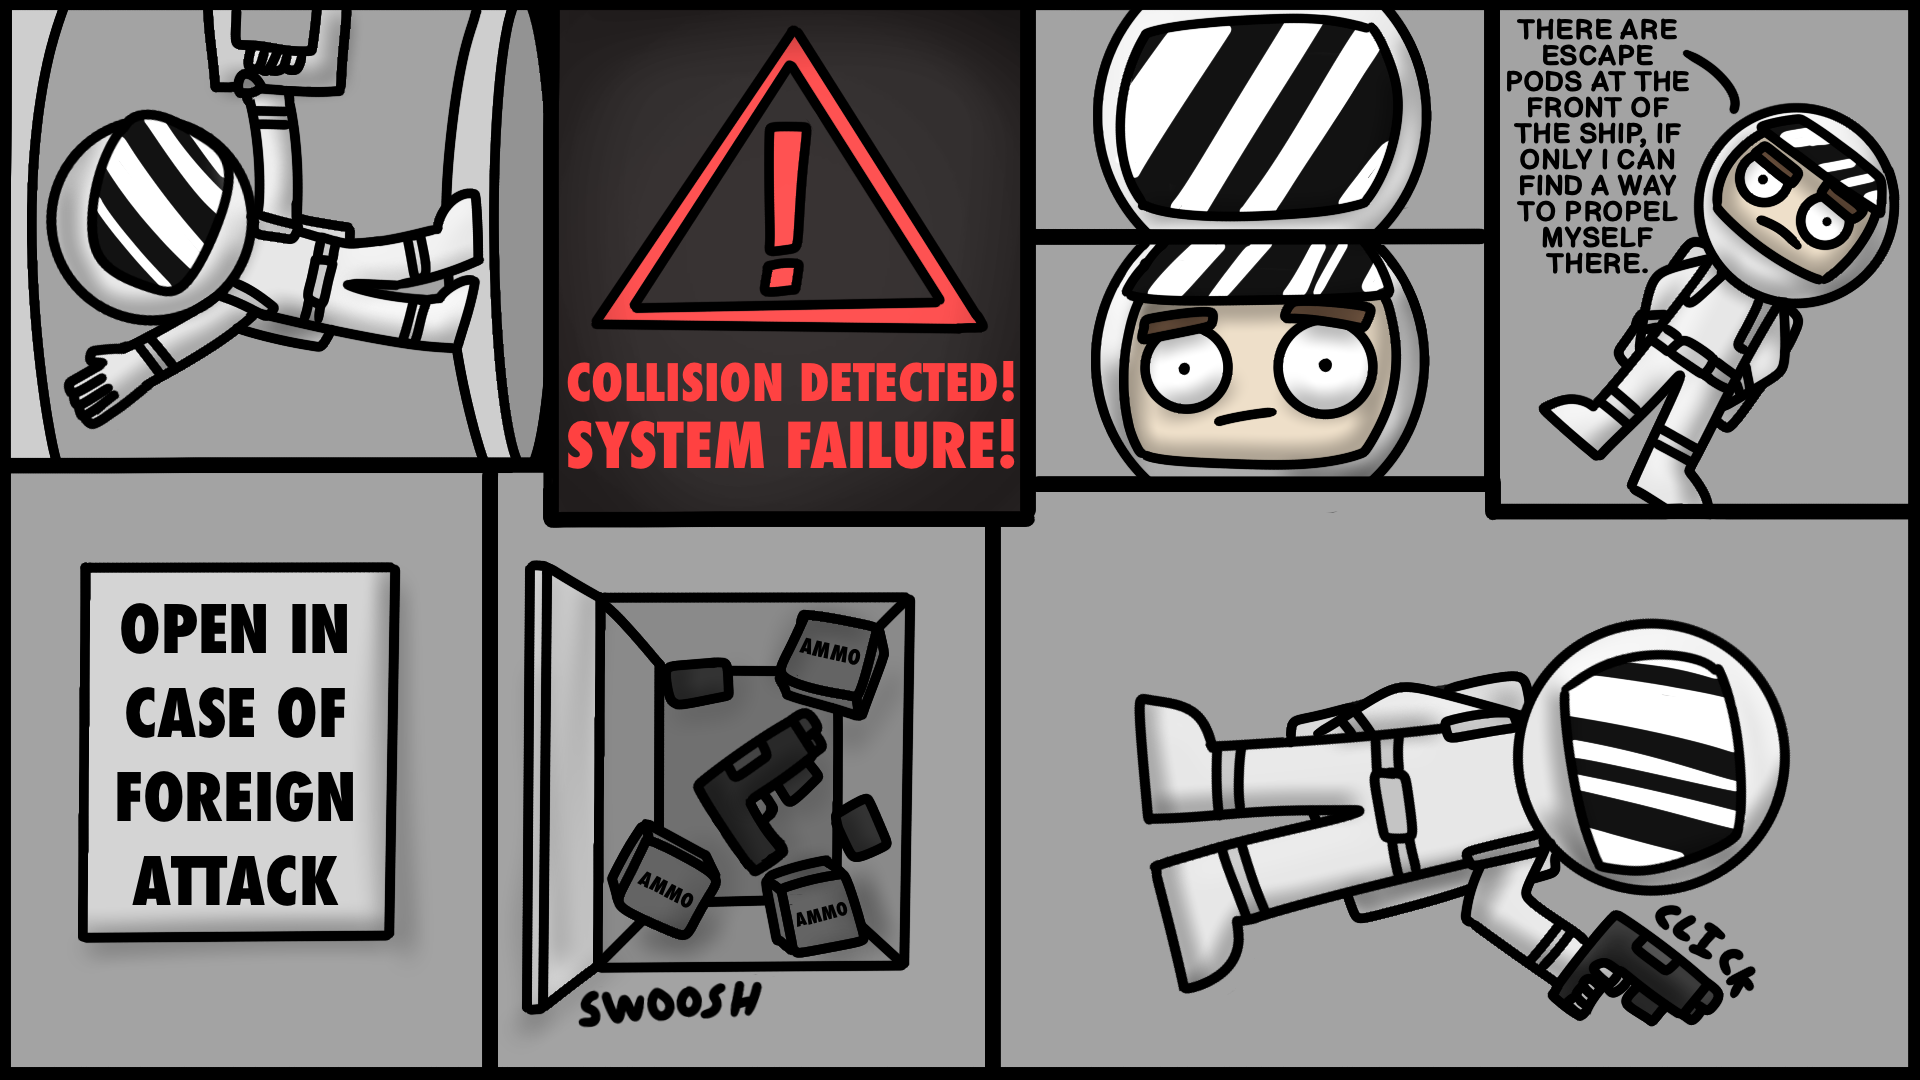 COLLISION DETECTED!
SYSTEM FAILURE!
THERE ARE
ESCAPE
PODS AT THE
FRONT OF
THE SHIP, IF
ONLY I CAN
FIND A WAY
TO PROPEL
MYSELF
THERE.
OPEN IN
CASE OF
FOREIGN
ATTACK
AMMO
AMMO
AMMO
SWOOSH
CLICK